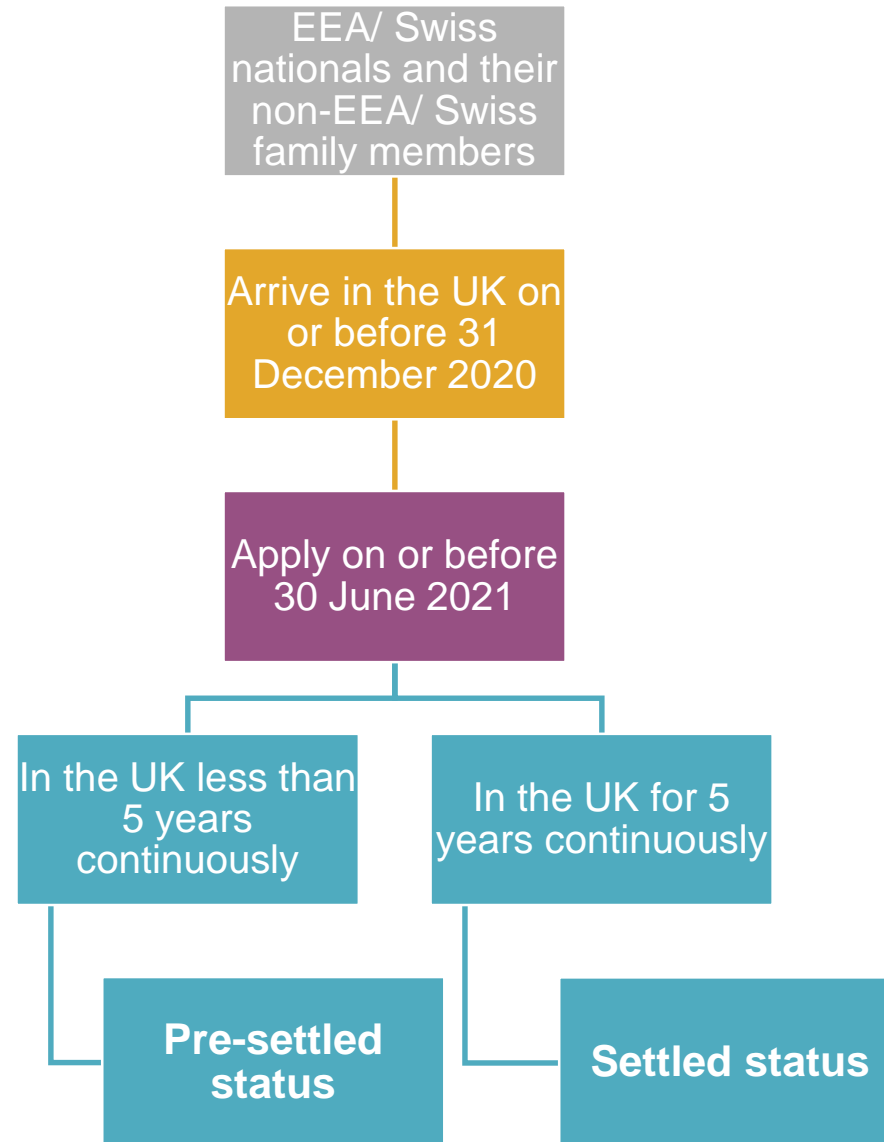 EEA/ Swiss
nationals and their
non-EEA/ Swiss
family members
Arrive in the UK on
or before 31
December 2020
Apply on or before
30 June 2021
In the UK less than
5 years
continuously
In the UK for 5
years continuously
Pre-settled
status
Settled status